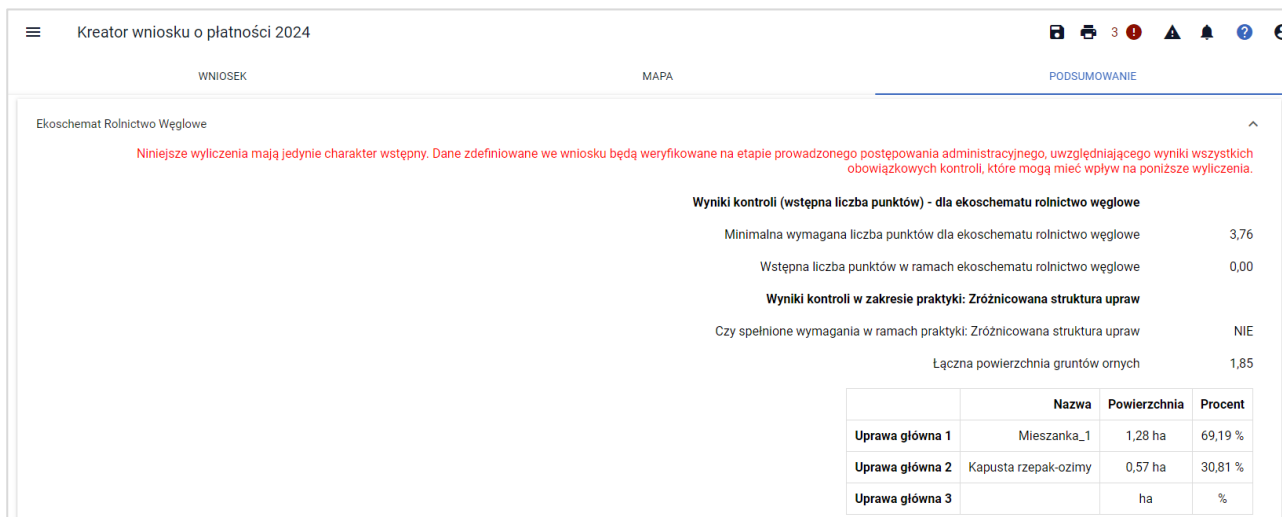 Kreator wniosku o płatności 2024
3
WNIOSEK
MAPA
PODSUMOWANIE
Ekoschemat Rolnictwo Węglowe
Niniejsze wyliczenia mają jedynie charakter wstępny. Dane zdefiniowane we wniosku będą weryfikowane na etapie prowadzonego postępowania administracyjnego, uwzględniającego wyniki wszystkich
obowiązkowych kontroli, które mogą mieć wpływ na poniższe wyliczenia.
Wyniki kontroli (wstępna liczba punktów) - dla ekoschematu rolnictwo węglowe
Minimalna wymagana liczba punktów dla ekoschematu rolnictwo węglowe 3,76
Wstępna liczba punktów w ramach ekoschematu rolnictwo węglowe 0,00
Wyniki kontroli w zakresie praktyki: Zróżnicowana struktura upraw
Czy spełnione wymagania w ramach praktyki: Zróżnicowana struktura upraw NIE
Łączna powierzchnia gruntów ornych 1,85
Nazwa Powierzchnia Procent
Uprawa główna 1 Mieszanka_1 1,28 ha 69,19 %
Uprawa główna 2 Kapusta rzepak-ozimy 0,57 ha 30,81 %
Uprawa główna 3 ha %